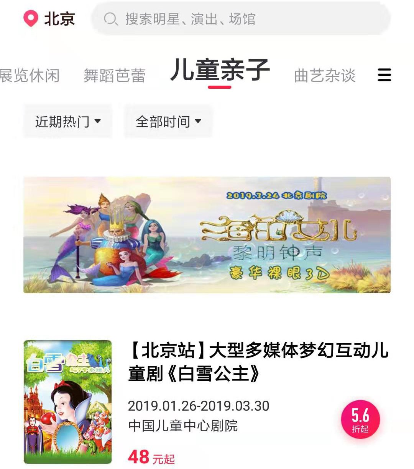 北京
搜索明星、演出、场馆
展览休闲 舞蹈芭蕾 儿童亲子 曲艺杂谈
近期热门 全部时间
2019.3.26 北京剧院
海的女儿
黎明钟声
豪华裸眼3D
白雪公主
【北京站】大型多媒体梦幻互动儿
童剧《白雪公主》
2019.01.26-2019.03.30
中国儿童中心剧院
5.6
折起
48元起